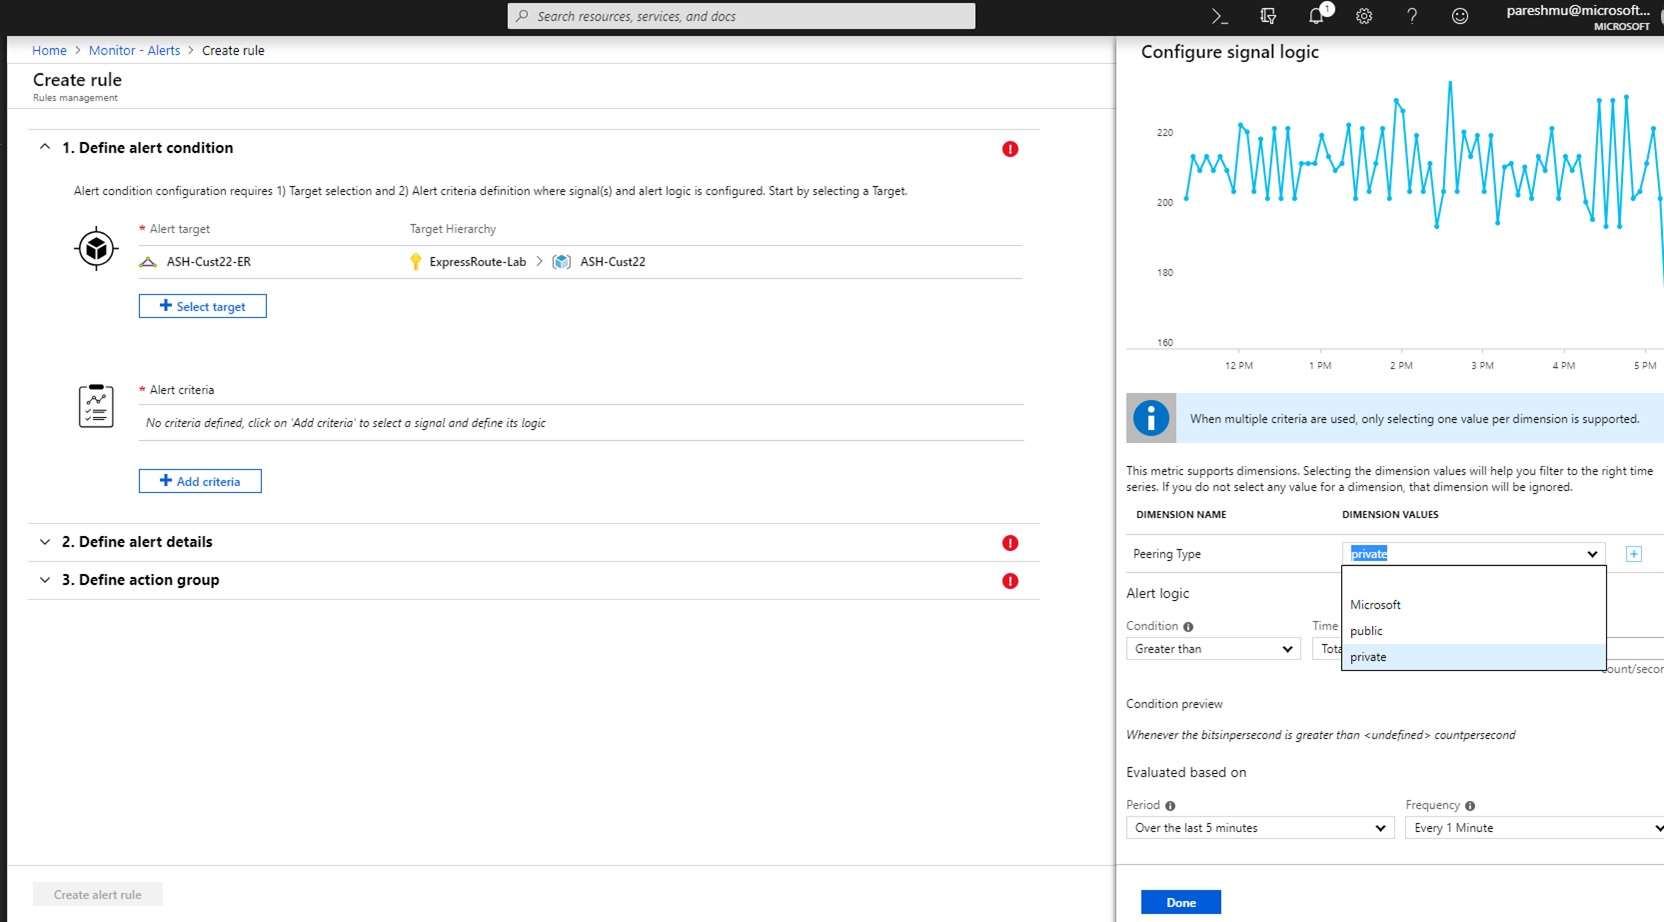 Search resources, services, and docs
1
pareshmu@microsoft...
MICROSOFT
Home > Monitor - Alerts > Create rule
Create rule
Rules management
1. Define alert condition
Alert condition configuration requires 1) Target selection and 2) Alert criteria definition where signal(s) and alert logic is configured. Start by selecting a Target.
* Alert target
Target Hierarchy
ASH-Cust22-ER
ExpressRoute-Lab > ASH-Cust22
+ Select target
* Alert criteria
No criteria defined, click on 'Add criteria' to select a signal and define its logic
+ Add criteria
2. Define alert details
3. Define action group
Create alert rule
Configure signal logic
220
200
180
160
12 PM 1 PM 2 PM 3 PM 4 PM 5 PM
When multiple criteria are used, only selecting one value per dimension is supported.
This metric supports dimensions. Selecting the dimension values will help you filter to the right time
series. If you do not select any value for a dimension, that dimension will be ignored.
DIMENSION NAME DIMENSION VALUES
Peering Type private
Microsoft
public
private
Alert logic
Condition Time
Greater than Tota
count/secon
Condition preview
Whenever the bitsinpersecond is greater than <undefined> countpersecond
Evaluated based on
Period Frequency
Over the last 5 minutes Every 1 Minute
Done